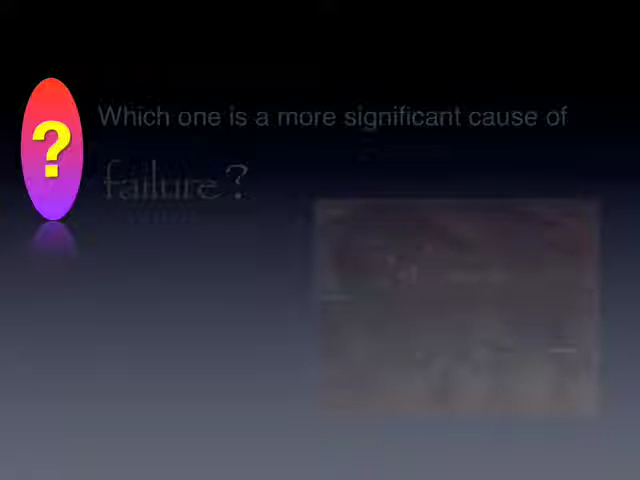 ?
Which one is a more significant cause of
failure?